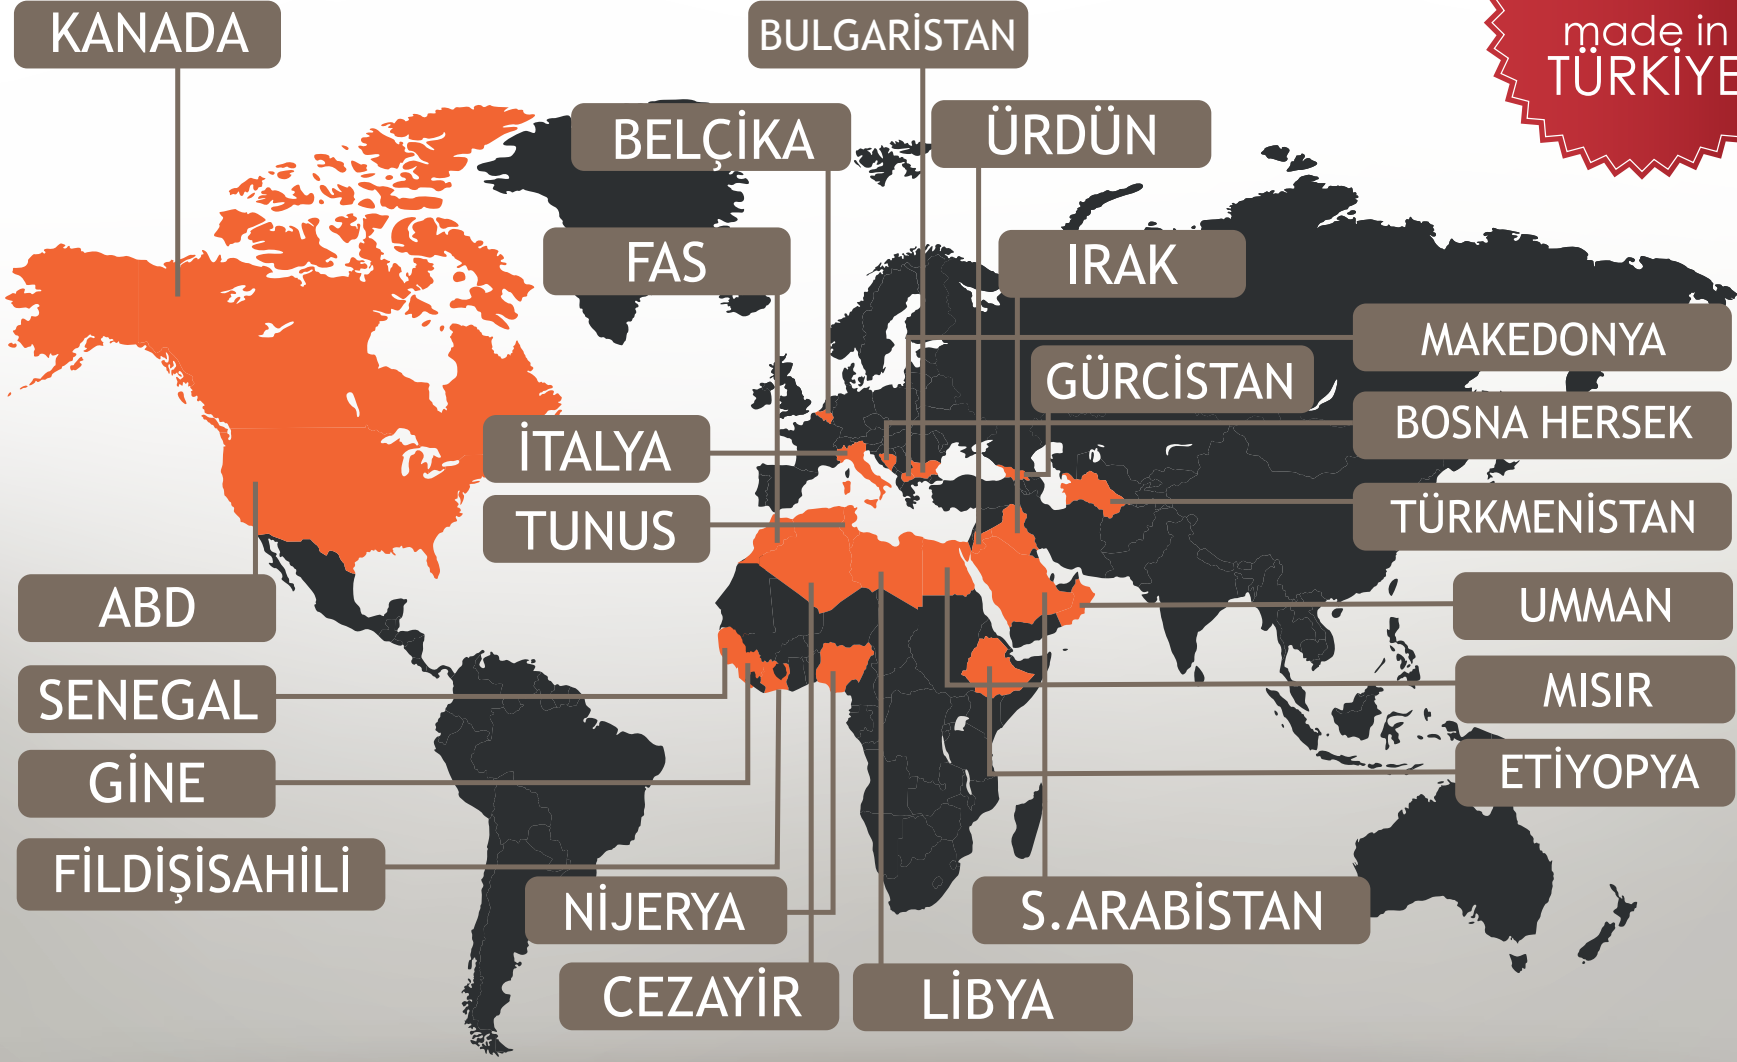 KANADA
BULGARİSTAN
made in
TÜRKİYE
BELÇİKA
ÜRDÜN
FAS
IRAK
MAKEDONYA
GÜRCİSTAN
BOSNA HERSEK
İTALYA
TUNUS
TÜRKMENİSTAN
ABD
UMMAN
SENEGAL
MISIR
GİNE
ETİYOPYA
FİLDİŞİSAHİLİ
NİJERYA
S.ARABİSTAN
CEZAYİR
LİBYA